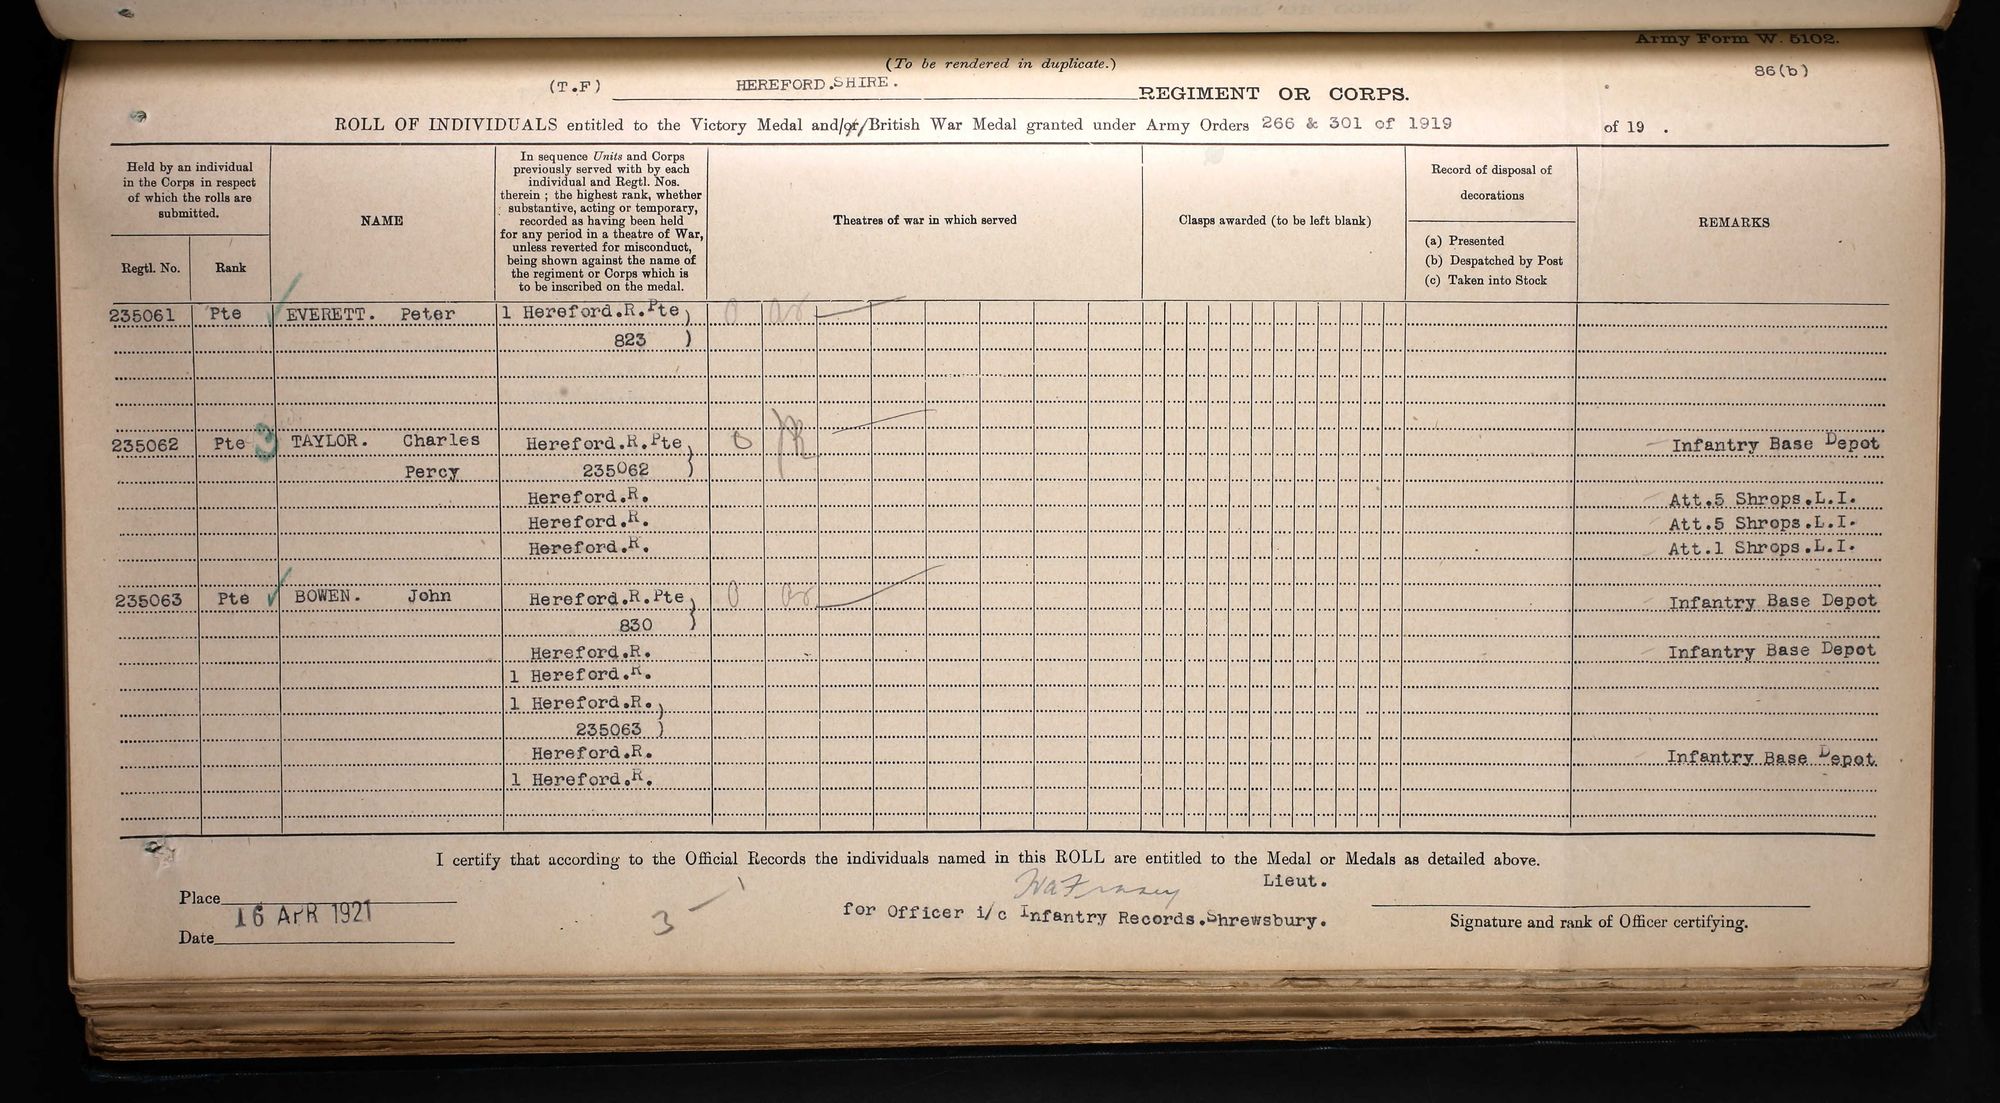 Army Form W. 5102.
(To be rendered in duplicate.)
86(b)
(T.F) HEREFORD.SHIRE. REGIMENT OR CORPS.
ROLL OF INDIVIDUALS entitled to the Victory Medal and/or/British War Medal granted under Army Orders 266 & 301 of 1919 of 19 .
Held by an individual
in the Corps in respect
of which the rolls are
submitted.
Regtl. No.
Rank
NAME
In sequence Units and Corps
previously served with by each
individual and Regtl. Nos.
therein ; the highest rank, whether
substantive, acting or temporary,
recorded as having been held
for any period in a theatre of War,
unless reverted for misconduct,
being shown against the name of
the regiment or Corps which is
to be inscribed on the medal.
Theatres of war in which served
Clasps awarded (to be left blank)
Record of disposal of
decorations
(a) Presented
(b) Despatched by Post
(c) Taken into Stock
REMARKS
235061 Pte EVERETT. Peter 1 Hereford.R.Pte)
823 )
235062 Pte 3 TAYLOR. Charles Hereford.R.Pte) Infantry Base Depot
Percy 235062 )
Hereford.R. Att.5 Shrops.L.I.
Hereford.R. Att.5 Shrops.L.I.
Hereford.R. Att.1 Shrops.L.I.
235063 Pte BOWEN. John Hereford.R.Pte) Infantry Base Depot
830 )
Hereford.R. Infantry Base Depot
1 Hereford.R.
1 Hereford.R.)
235063 )
Hereford.R. Infantry Base Depot
1 Hereford.R.
I certify that according to the Official Records the individuals named in this ROLL are entitled to the Medal or Medals as detailed above.
Lieut.
Place
16 APR 1921
3
for Officer i/c Infantry Records.Shrewsbury.
Signature and rank of Officer certifying.
Date